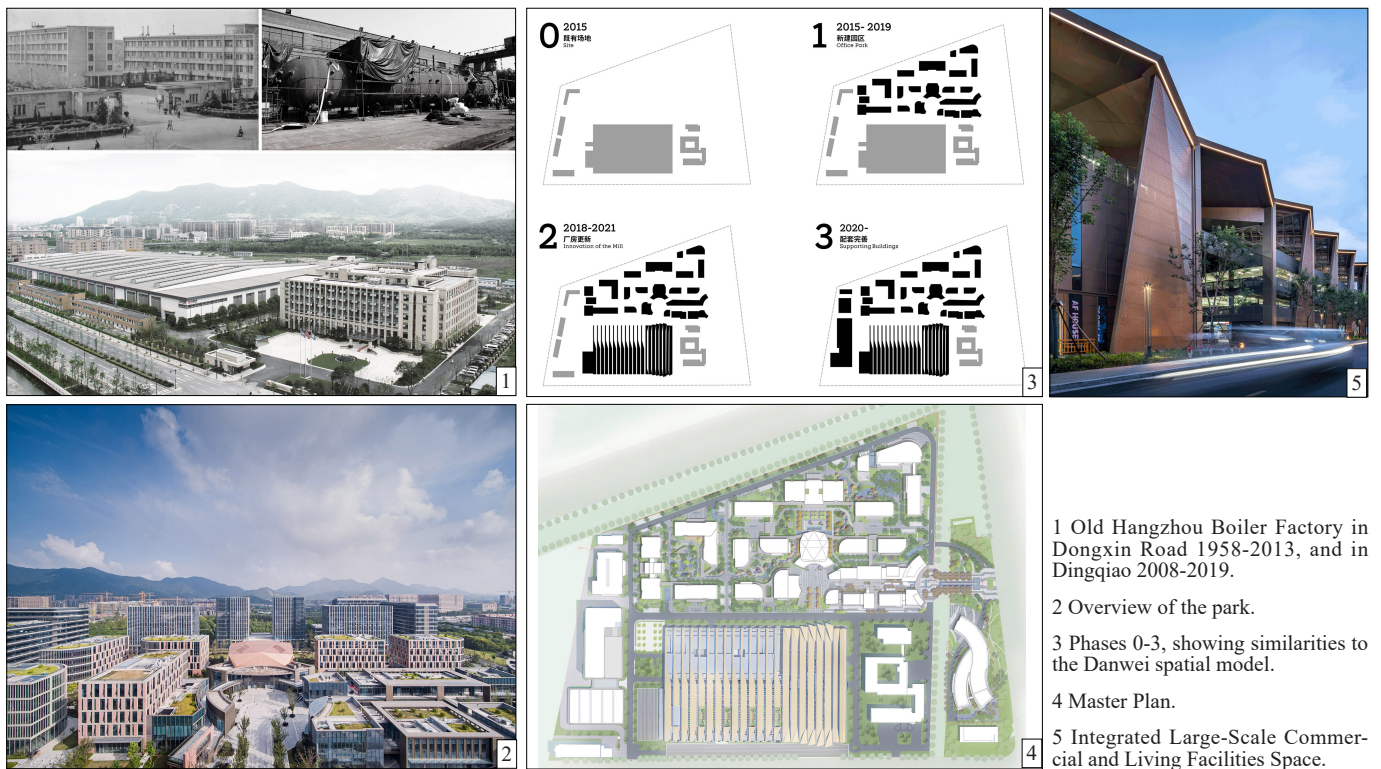 1
0
2015
既有场地
Site
1
2015- 2019
新建园区
Office Park
2
2018-2021
厂房更新
Innovation of the Mill
3
2020-
配套完善
Supporting Buildings
3
AF HOUSE
5
2
4
1 Old Hangzhou Boiler Factory in
Dongxin Road 1958-2013, and in
Dingqiao 2008-2019.
2 Overview of the park.
3 Phases 0-3, showing similarities to
the Danwei spatial model.
4 Master Plan.
5 Integrated Large-Scale Commer-
cial and Living Facilities Space.